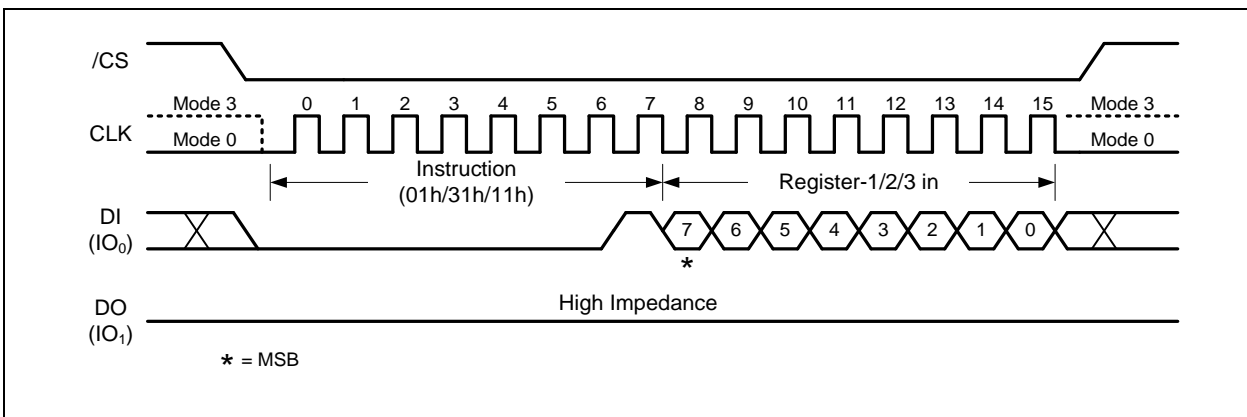 /CS
Mode 3 0 1 2 3 4 5 6 7 8 9 10 11 12 13 14 15 Mode 3
CLK
Mode 0 Mode 0
Instruction
(01h/31h/11h)
Register-1/2/3 in
DI
(IO₀)
7 6 5 4 3 2 1 0
*
High Impedance
DO
(IO₁)
* = MSB